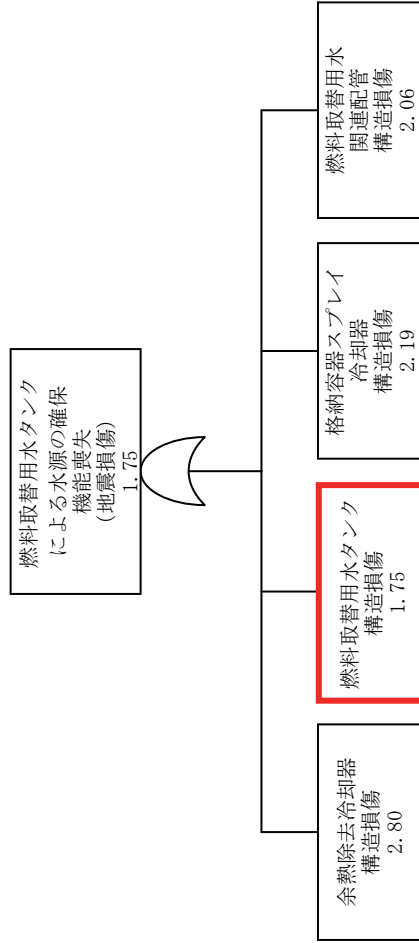 燃料取替用水タンク
による水源の確保
機能喪失
(地震損傷)
1.75
余熱除去冷却器
構造損傷
2.80
燃料取替用水タンク
構造損傷
1.75
格納容器スプレイ
冷却器
構造損傷
2.19
燃料取替用水
関連配管
構造損傷
2.06